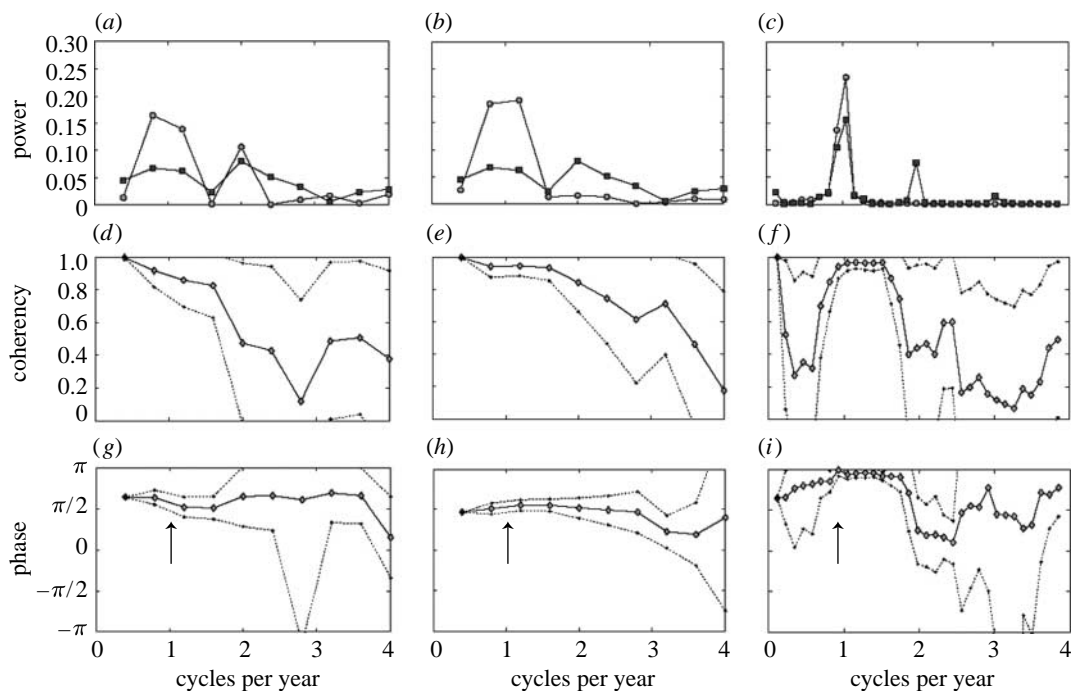 (a) (b) (c)
0.30
0.25
0.20
0.15
0.10
0.05
0
power
(d) (e) (f)
1.0
0.8
0.6
0.4
0.2
0
coherency
(g) (h) (i)
π
π/2
0
−π/2
−π
phase
0 1 2 3 4 0 1 2 3 4 0 1 2 3 4
cycles per year cycles per year cycles per year